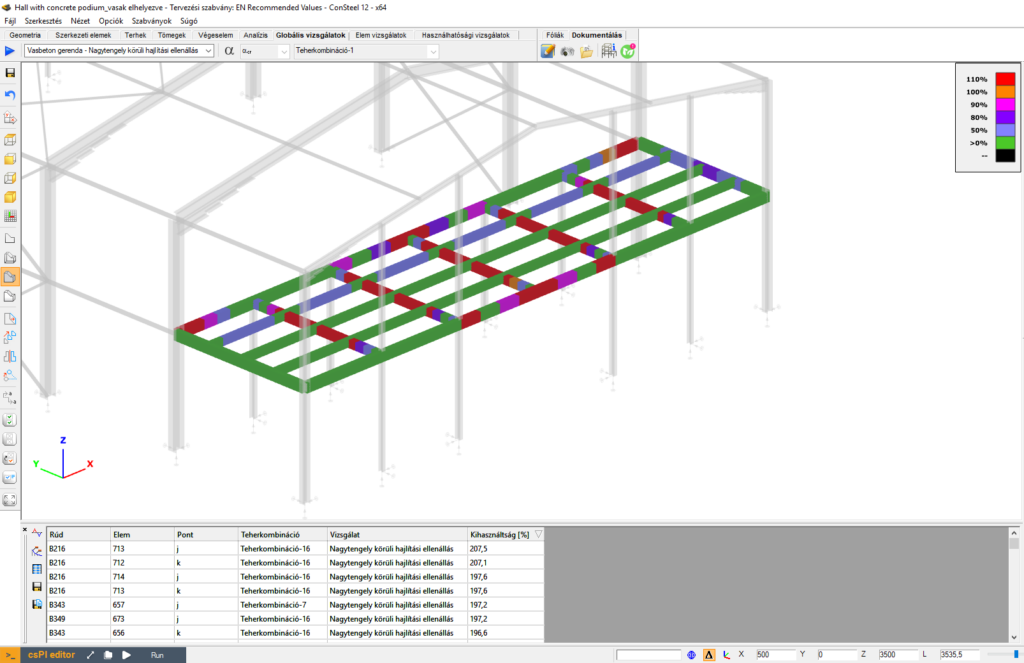 Hall with concrete podium_vasak elhelyezve - Tervezési szabvány: EN Recommended Values - ConSteel 12 - x64
Fájl Szerkesztés Nézet Opciók Szabványok Súgó
Geometria Szerkezeti elemek Terhek Tömegek Végeselem Analízis Globális vizsgálatok Elem vizsgálatok Használhatósági vizsgálatok Fóliák Dokumentálás
Vasbeton gerenda - Nagytengely körüli hajlítási ellenállás α αcr Teherkombináció-1
110%
100%
90%
80%
50%
>0%
--
Z
Y X
Rúd Elem Pont Teherkombináció Vizsgálat Kihasználtság [%]
B216 713 j Teherkombináció-16 Nagytengely körüli hajlítási ellenállás 207,5
B216 712 k Teherkombináció-16 Nagytengely körüli hajlítási ellenállás 207,1
B216 714 j Teherkombináció-16 Nagytengely körüli hajlítási ellenállás 197,6
B216 713 k Teherkombináció-16 Nagytengely körüli hajlítási ellenállás 197,6
B343 657 j Teherkombináció-7 Nagytengely körüli hajlítási ellenállás 197,2
B349 673 j Teherkombináció-16 Nagytengely körüli hajlítási ellenállás 197,2
B343 656 k Teherkombináció-16 Nagytengely körüli hajlítási ellenállás 196,6
>_ csPI editor Run Δ X 500 Y 0 Z 3500 L 3535,5